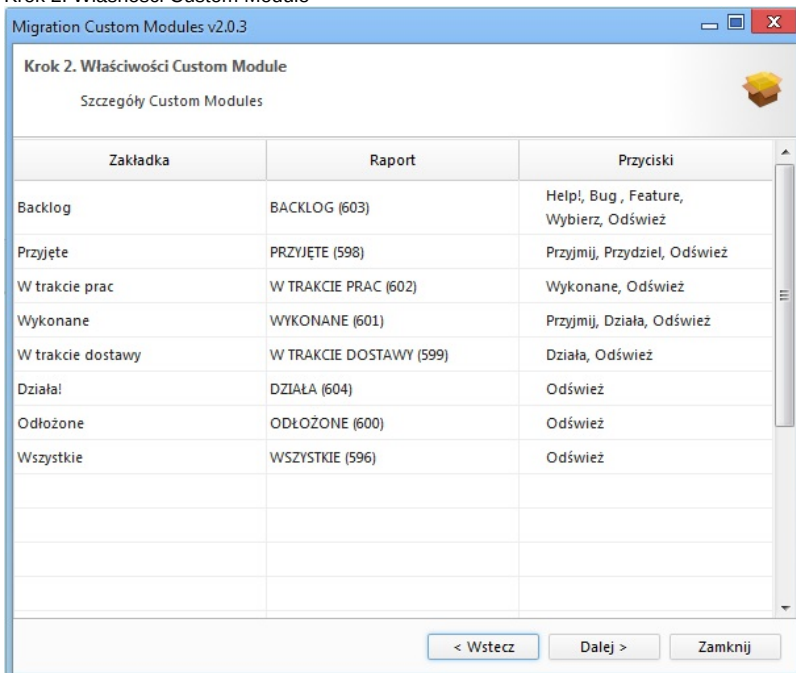 Krok 2. Własności Custom Module
Migration Custom Modules v2.0.3
Krok 2. Właściwości Custom Module
Szczegóły Custom Modules
Zakładka Raport Przyciski
Backlog BACKLOG (603) Help!, Bug , Feature,
Wybierz, Odśwież
Przyjęte PRZYJĘTE (598) Przyjmij, Przydziel, Odśwież
W trakcie prac W TRAKCIE PRAC (602) Wykonane, Odśwież
Wykonane WYKONANE (601) Przyjmij, Działa, Odśwież
W trakcie dostawy W TRAKCIE DOSTAWY (599) Działa, Odśwież
Działa! DZIAŁA (604) Odśwież
Odłożone ODŁOŻONE (600) Odśwież
Wszystkie WSZYSTKIE (596) Odśwież
< Wstecz Dalej > Zamknij